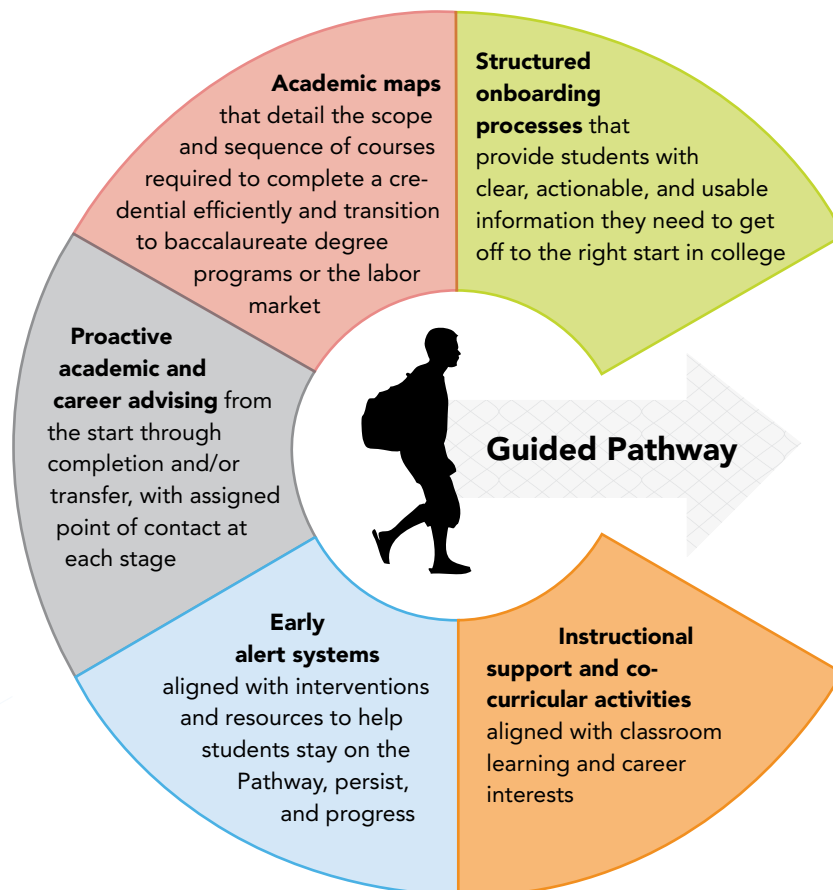 Structured
onboarding
processes that
provide students with
clear, actionable, and usable
information they need to get
off to the right start in college
Academic maps
that detail the scope
and sequence of courses
required to complete a cre-
dential efficiently and transition
to baccalaureate degree
programs or the labor
market
Proactive
academic and
career advising from
the start through
completion and/or
transfer, with assigned
point of contact at
each stage
Early
alert systems
aligned with interventions
and resources to help
students stay on the
Pathway, persist,
and progress
Instructional
support and co-
curricular activities
aligned with classroom
learning and career
interests
Guided Pathway